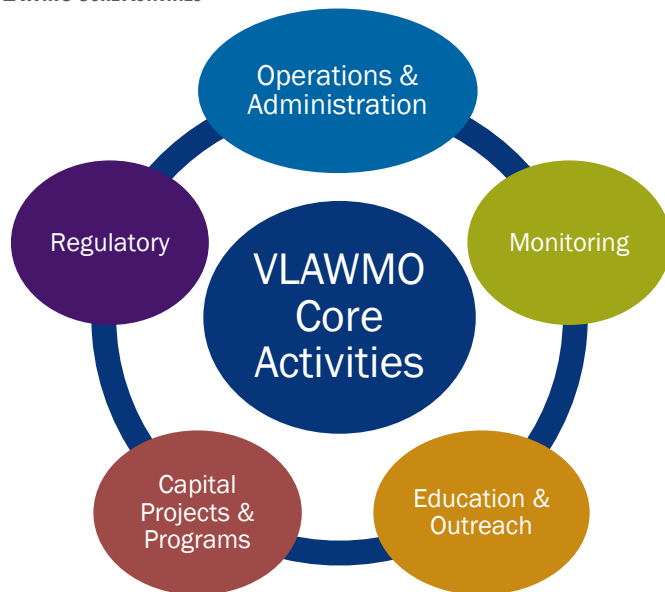 Operations &
Administration
Regulatory
Monitoring
VLAWMO
Core
Activities
Capital
Projects &
Programs
Education &
Outreach